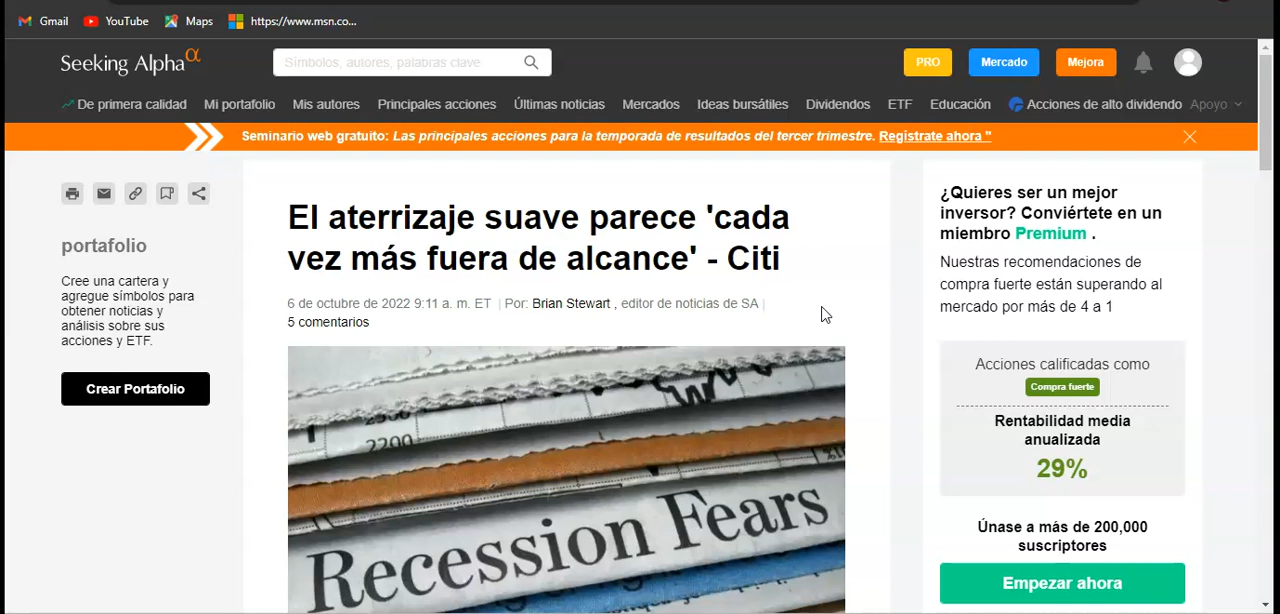 Gmail YouTube Maps https://www.msn.co...
Seeking Alpha α
Símbolos, autores, palabras clave
PRO Mercado Mejora
De primera calidad Mi portafolio Mis autores Principales acciones Últimas noticias Mercados Ideas bursátiles Dividendos ETF Educación Acciones de alto dividendo Apoyo
Seminario web gratuito: Las principales acciones para la temporada de resultados del tercer trimestre. Regístrate ahora "
portafolio
Cree una cartera y
agregue símbolos para
obtener noticias y
análisis sobre sus
acciones y ETF.
Crear Portafolio
El aterrizaje suave parece 'cada
vez más fuera de alcance' - Citi
6 de octubre de 2022 9:11 a. m. ET | Por: Brian Stewart , editor de noticias de SA |
5 comentarios
2200
Recession Fears
¿Quieres ser un mejor
inversor? Conviértete en un
miembro Premium .
Nuestras recomendaciones de
compra fuerte están superando al
mercado por más de 4 a 1
Acciones calificadas como
Compra fuerte
Rentabilidad media
anualizada
29%
Únase a más de 200,000
suscriptores
Empezar ahora